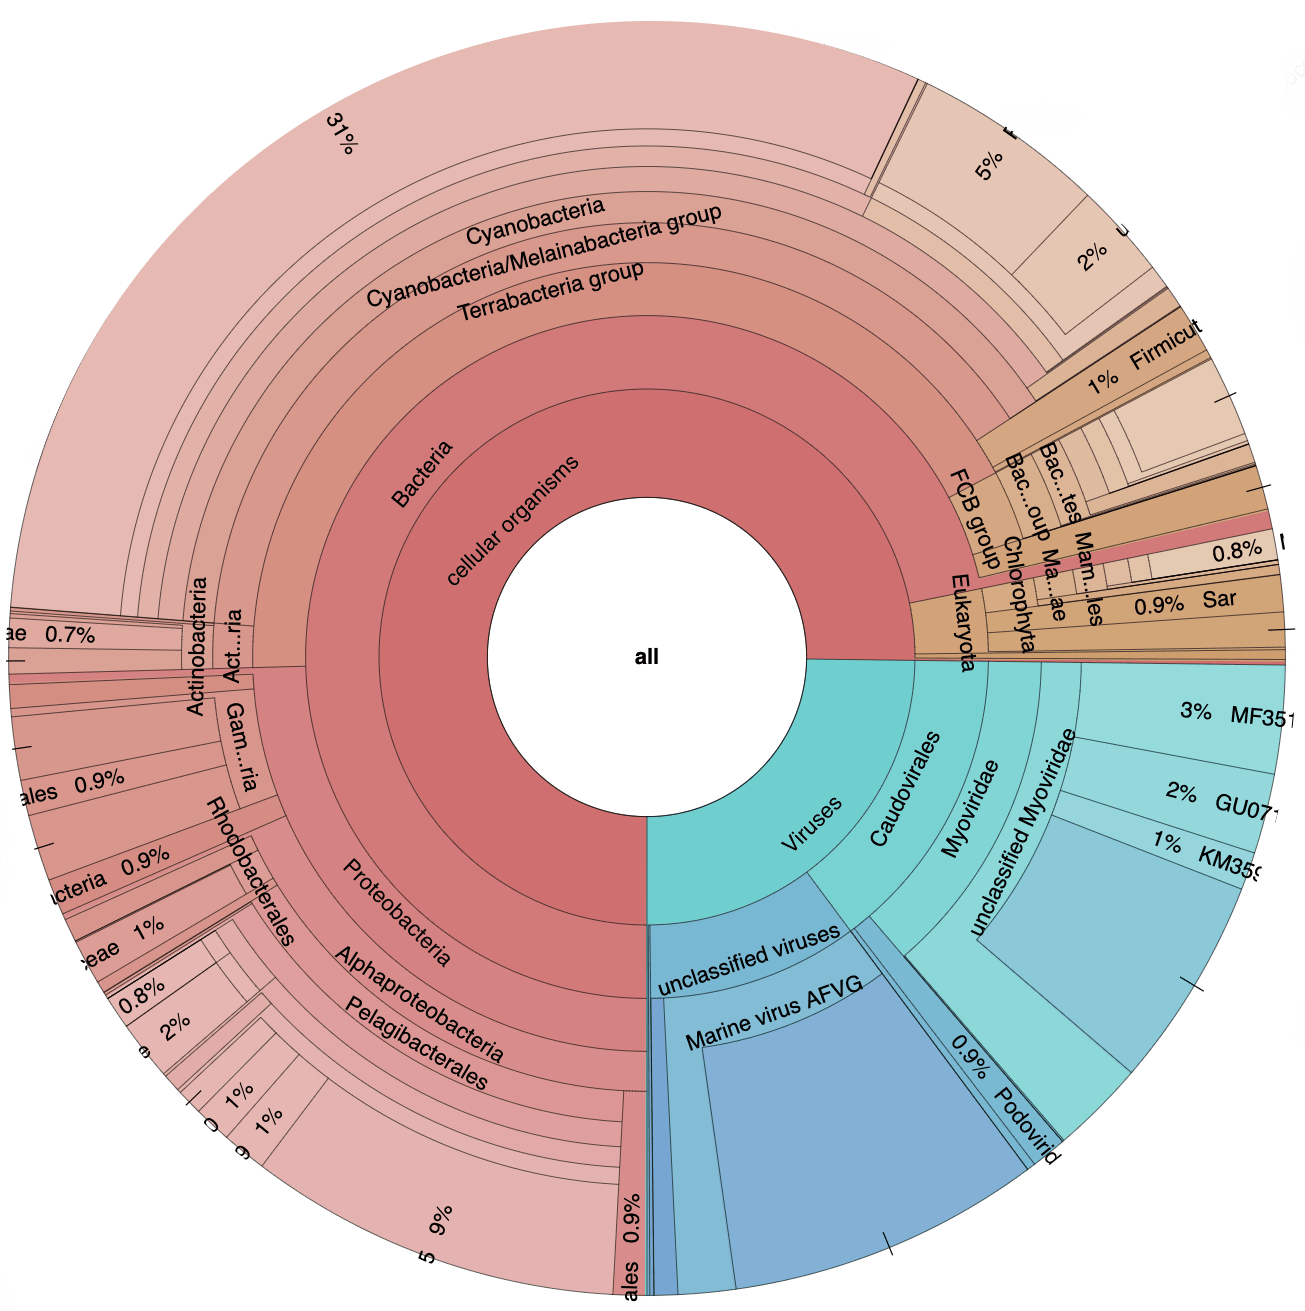 all
cellular organisms
Bacteria
Terrabacteria group
Cyanobacteria/Melainabacteria group
Cyanobacteria
31%
5%
2%
1% Firmicut
FCB group
Bac...oup
Bac...tes
Eukaryota
Chlorophyta
Ma...ae
Mam...les
0.8%
0.9% Sar
Viruses
Caudovirales
Myoviridae
unclassified Myoviridae
3% MF351
2% GU071
1% KM359
0.9% Podovirid
unclassified viruses
Marine virus AFVG
Proteobacteria
Alphaproteobacteria
Pelagibacterales
ales 0.9%
5 9%
9 1%
0 1%
e 2%
0.8%
eae 1%
Rhodobacterales
cteria 0.9%
ales 0.9%
Gam...ria
Act...ria
Actinobacteria
ae 0.7%